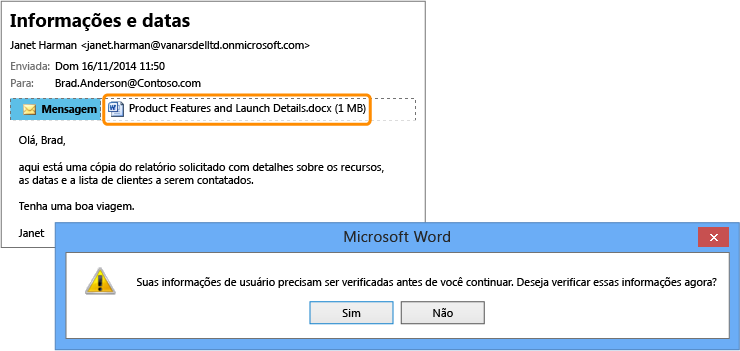 Informações e datas
Janet Harman <janet.harman@vanarsdelltd.onmicrosoft.com>
Enviada: Dom 16/11/2014 11:50
Para: Brad.Anderson@Contoso.com
Mensagem Product Features and Launch Details.docx (1 MB)
Olá, Brad,
aqui está uma cópia do relatório solicitado com detalhes sobre os recursos,
as datas e a lista de clientes a serem contatados.
Tenha uma boa viagem.
Janet
Microsoft Word
Suas informações de usuário precisam ser verificadas antes de você continuar. Deseja verificar essas informações agora?
Sim Não